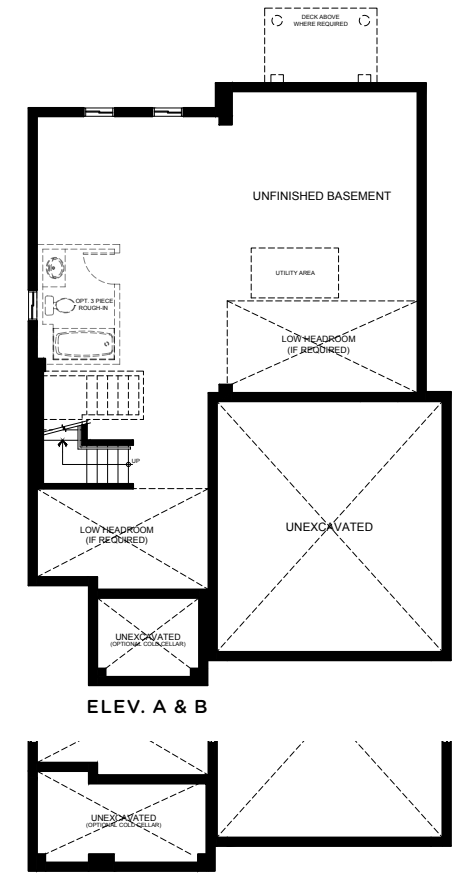 DECK ABOVE
WHERE REQUIRED
UNFINISHED BASEMENT
UTILITY AREA
OPT. 3 PIECE
ROUGH-IN
LOW HEADROOM
(IF REQUIRED)
UP
LOW HEADROOM
(IF REQUIRED)
UNEXCAVATED
UNEXCAVATED
(OPTIONAL COLD CELLAR)
ELEV. A & B
UNEXCAVATED
(OPTIONAL COLD CELLAR)